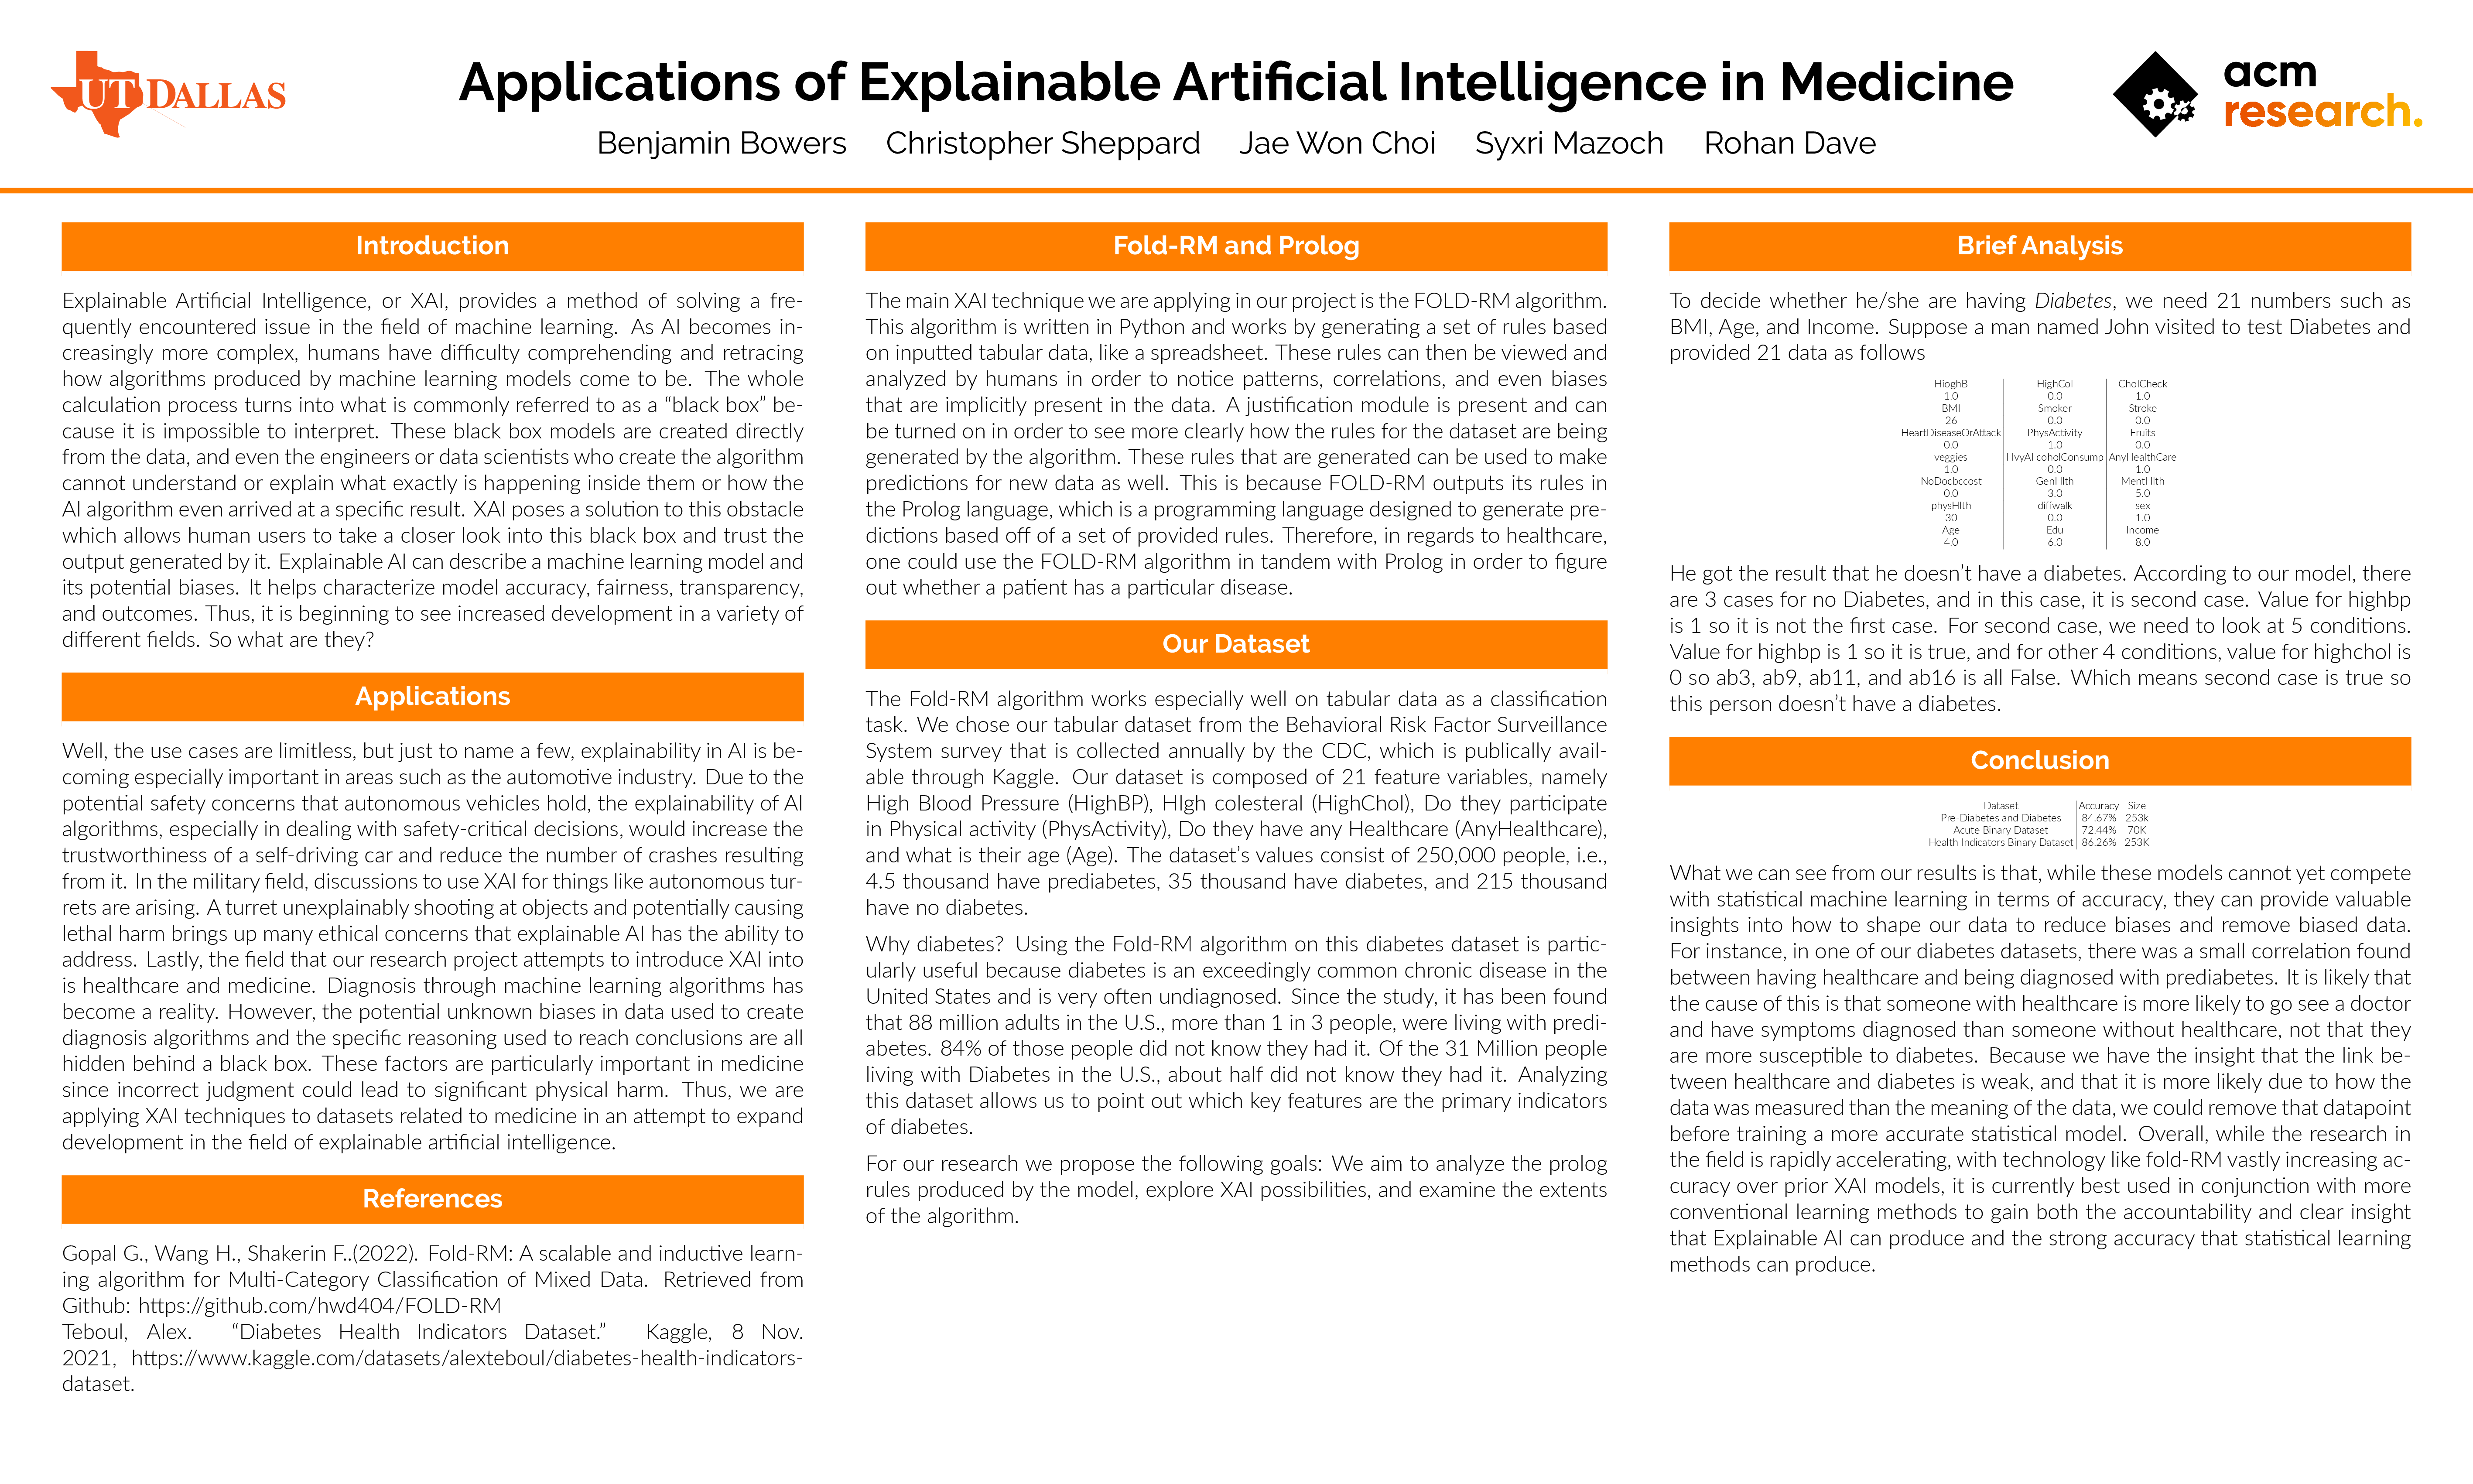 UT DALLAS
Applications of Explainable Artificial Intelligence in Medicine
Benjamin Bowers Christopher Sheppard Jae Won Choi Syxri Mazoch Rohan Dave
acm
research.
Introduction
Explainable Artificial Intelligence, or XAI, provides a method of solving a fre-
quently encountered issue in the field of machine learning. As AI becomes in-
creasingly more complex, humans have difficulty comprehending and retracing
how algorithms produced by machine learning models come to be. The whole
calculation process turns into what is commonly referred to as a “black box” be-
cause it is impossible to interpret. These black box models are created directly
from the data, and even the engineers or data scientists who create the algorithm
cannot understand or explain what exactly is happening inside them or how the
AI algorithm even arrived at a specific result. XAI poses a solution to this obstacle
which allows human users to take a closer look into this black box and trust the
output generated by it. Explainable AI can describe a machine learning model and
its potential biases. It helps characterize model accuracy, fairness, transparency,
and outcomes. Thus, it is beginning to see increased development in a variety of
different fields. So what are they?
Applications
Well, the use cases are limitless, but just to name a few, explainability in AI is be-
coming especially important in areas such as the automotive industry. Due to the
potential safety concerns that autonomous vehicles hold, the explainability of AI
algorithms, especially in dealing with safety-critical decisions, would increase the
trustworthiness of a self-driving car and reduce the number of crashes resulting
from it. In the military field, discussions to use XAI for things like autonomous tur-
rets are arising. A turret unexplainably shooting at objects and potentially causing
lethal harm brings up many ethical concerns that explainable AI has the ability to
address. Lastly, the field that our research project attempts to introduce XAI into
is healthcare and medicine. Diagnosis through machine learning algorithms has
become a reality. However, the potential unknown biases in data used to create
diagnosis algorithms and the specific reasoning used to reach conclusions are all
hidden behind a black box. These factors are particularly important in medicine
since incorrect judgment could lead to significant physical harm. Thus, we are
applying XAI techniques to datasets related to medicine in an attempt to expand
development in the field of explainable artificial intelligence.
References
Gopal G., Wang H., Shakerin F..(2022). Fold-RM: A scalable and inductive learn-
ing algorithm for Multi-Category Classification of Mixed Data. Retrieved from
Github: https://github.com/hwd404/FOLD-RM
Teboul, Alex. “Diabetes Health Indicators Dataset.” Kaggle, 8 Nov.
2021, https://www.kaggle.com/datasets/alexteboul/diabetes-health-indicators-
dataset.
Fold-RM and Prolog
The main XAI technique we are applying in our project is the FOLD-RM algorithm.
This algorithm is written in Python and works by generating a set of rules based
on inputted tabular data, like a spreadsheet. These rules can then be viewed and
analyzed by humans in order to notice patterns, correlations, and even biases
that are implicitly present in the data. A justification module is present and can
be turned on in order to see more clearly how the rules for the dataset are being
generated by the algorithm. These rules that are generated can be used to make
predictions for new data as well. This is because FOLD-RM outputs its rules in
the Prolog language, which is a programming language designed to generate pre-
dictions based off of a set of provided rules. Therefore, in regards to healthcare,
one could use the FOLD-RM algorithm in tandem with Prolog in order to figure
out whether a patient has a particular disease.
Our Dataset
The Fold-RM algorithm works especially well on tabular data as a classification
task. We chose our tabular dataset from the Behavioral Risk Factor Surveillance
System survey that is collected annually by the CDC, which is publically avail-
able through Kaggle. Our dataset is composed of 21 feature variables, namely
High Blood Pressure (HighBP), HIgh colesteral (HighChol), Do they participate
in Physical activity (PhysActivity), Do they have any Healthcare (AnyHealthcare),
and what is their age (Age). The dataset’s values consist of 250,000 people, i.e.,
4.5 thousand have prediabetes, 35 thousand have diabetes, and 215 thousand
have no diabetes.
Why diabetes? Using the Fold-RM algorithm on this diabetes dataset is partic-
ularly useful because diabetes is an exceedingly common chronic disease in the
United States and is very often undiagnosed. Since the study, it has been found
that 88 million adults in the U.S., more than 1 in 3 people, were living with predi-
abetes. 84% of those people did not know they had it. Of the 31 Million people
living with Diabetes in the U.S., about half did not know they had it. Analyzing
this dataset allows us to point out which key features are the primary indicators
of diabetes.
For our research we propose the following goals: We aim to analyze the prolog
rules produced by the model, explore XAI possibilities, and examine the extents
of the algorithm.
Brief Analysis
To decide whether he/she are having Diabetes, we need 21 numbers such as
BMI, Age, and Income. Suppose a man named John visited to test Diabetes and
provided 21 data as follows
HioghB HighCol CholCheck
1.0 0.0 1.0
BMI Smoker Stroke
26 0.0 0.0
HeartDiseaseOrAttack PhysActivity Fruits
0.0 1.0 0.0
veggies HvyAl coholConsump AnyHealthCare
1.0 0.0 1.0
NoDocbccost GenHlth MentHlth
0.0 3.0 5.0
physHlth diffwalk sex
30 0.0 1.0
Age Edu Income
4.0 6.0 8.0
He got the result that he doesn’t have a diabetes. According to our model, there
are 3 cases for no Diabetes, and in this case, it is second case. Value for highbp
is 1 so it is not the first case. For second case, we need to look at 5 conditions.
Value for highbp is 1 so it is true, and for other 4 conditions, value for highchol is
0 so ab3, ab9, ab11, and ab16 is all False. Which means second case is true so
this person doesn’t have a diabetes.
Conclusion
Dataset Accuracy Size
Pre-Diabetes and Diabetes 84.67% 253k
Acute Binary Dataset 72.44% 70K
Health Indicators Binary Dataset 86.26% 253K
What we can see from our results is that, while these models cannot yet compete
with statistical machine learning in terms of accuracy, they can provide valuable
insights into how to shape our data to reduce biases and remove biased data.
For instance, in one of our diabetes datasets, there was a small correlation found
between having healthcare and being diagnosed with prediabetes. It is likely that
the cause of this is that someone with healthcare is more likely to go see a doctor
and have symptoms diagnosed than someone without healthcare, not that they
are more susceptible to diabetes. Because we have the insight that the link be-
tween healthcare and diabetes is weak, and that it is more likely due to how the
data was measured than the meaning of the data, we could remove that datapoint
before training a more accurate statistical model. Overall, while the research in
the field is rapidly accelerating, with technology like fold-RM vastly increasing ac-
curacy over prior XAI models, it is currently best used in conjunction with more
conventional learning methods to gain both the accountability and clear insight
that Explainable AI can produce and the strong accuracy that statistical learning
methods can produce.